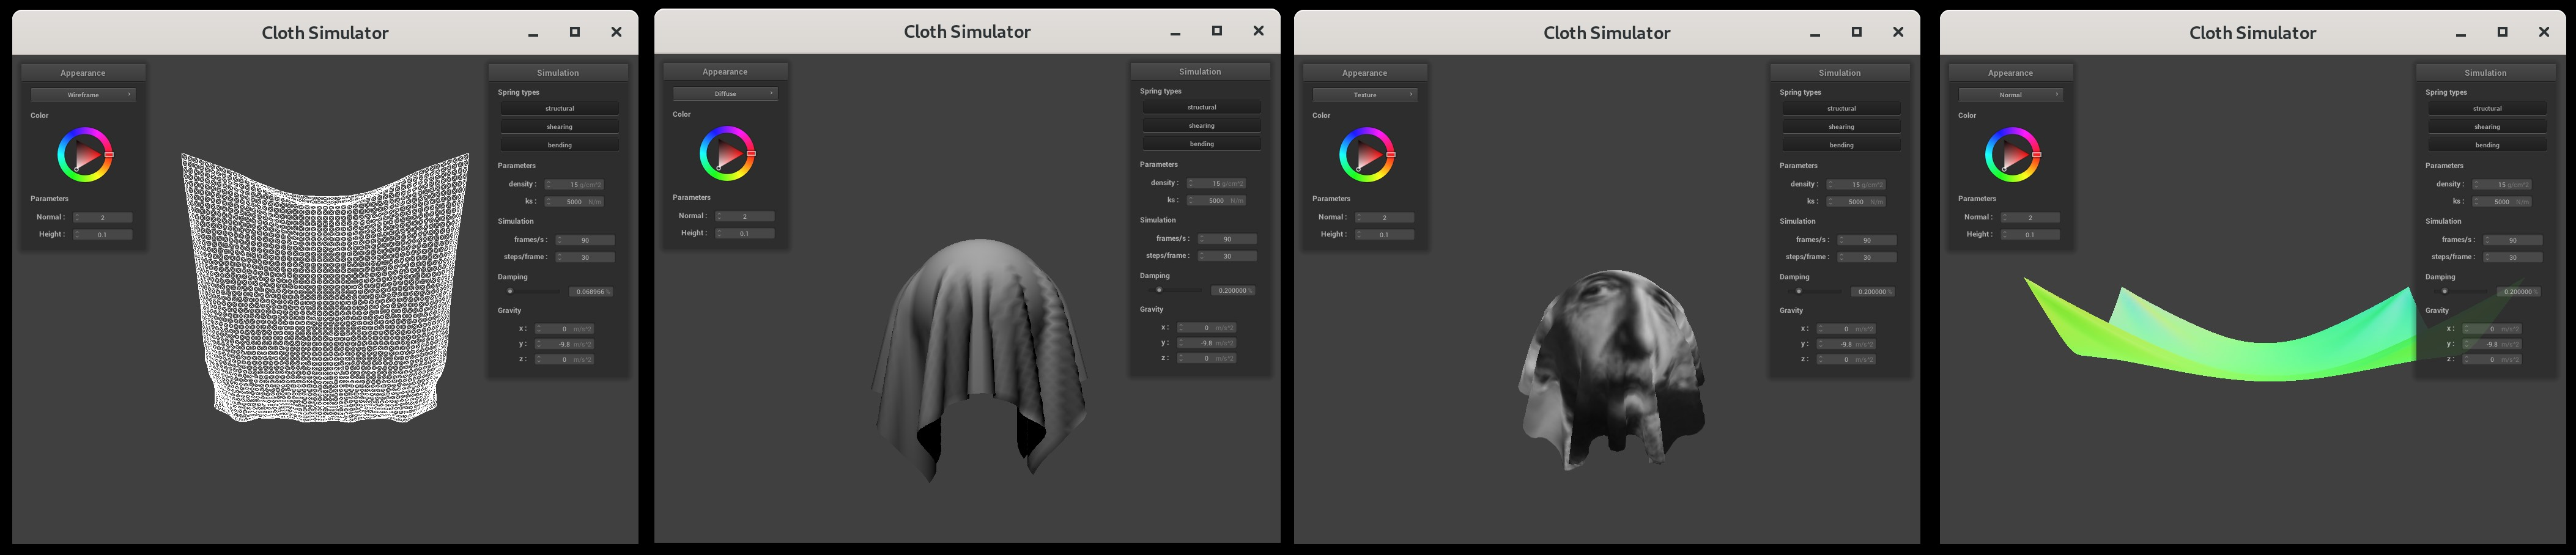 Cloth Simulator
Appearance
Wireframe
Color
Parameters
Normal : 2
Height : 0.1
Simulation
Spring types
structural
shearing
bending
Parameters
density : 15 g/cm^2
ks : 5000 N/m
Simulation
frames/s : 90
steps/frame : 30
Damping
0.068966 %
Gravity
x : 0 m/s^2
y : -9.8 m/s^2
z : 0 m/s^2
Cloth Simulator
Appearance
Diffuse
Color
Parameters
Normal : 2
Height : 0.1
Simulation
Spring types
structural
shearing
bending
Parameters
density : 15 g/cm^2
ks : 5000 N/m
Simulation
frames/s : 90
steps/frame : 30
Damping
0.200000 %
Gravity
x : 0 m/s^2
y : -9.8 m/s^2
z : 0 m/s^2
Cloth Simulator
Appearance
Texture
Color
Parameters
Normal : 2
Height : 0.1
Simulation
Spring types
structural
shearing
bending
Parameters
density : 15 g/cm^2
ks : 5000 N/m
Simulation
frames/s : 90
steps/frame : 30
Damping
0.200000 %
Gravity
x : 0 m/s^2
y : -9.8 m/s^2
z : 0 m/s^2
Cloth Simulator
Appearance
Normal
Color
Parameters
Normal : 2
Height : 0.1
Simulation
Spring types
structural
shearing
bending
Parameters
density : 15 g/cm^2
ks : 5000 N/m
Simulation
frames/s : 90
steps/frame : 30
Damping
0.200000 %
Gravity
x : 0 m/s^2
y : -9.8 m/s^2
z : 0 m/s^2